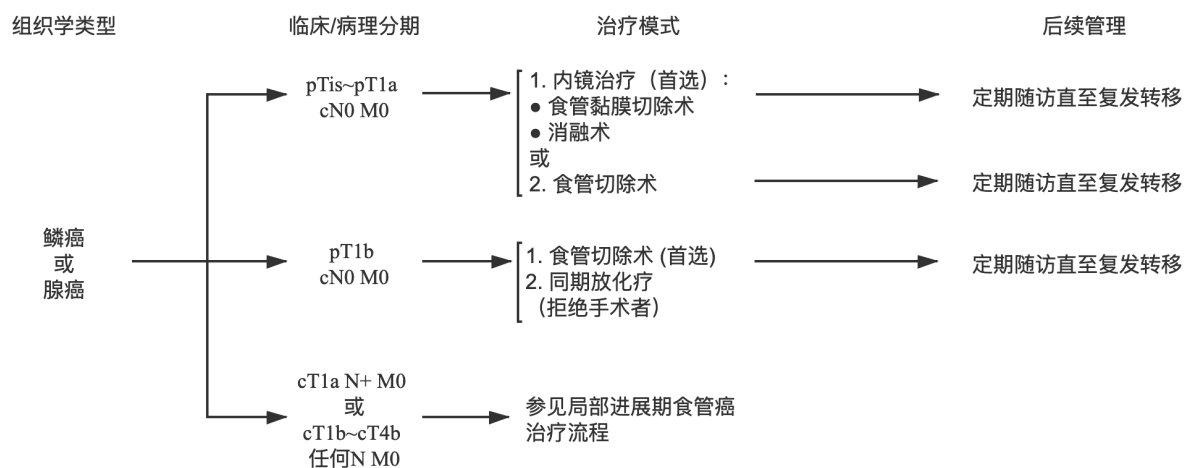 组织学类型
临床/病理分期
治疗模式
后续管理
鳞癌
或
腺癌
pTis~pT1a
cN0 M0
1. 内镜治疗（首选）:
● 食管黏膜切除术
● 消融术
或
2. 食管切除术
定期随访直至复发转移
定期随访直至复发转移
pT1b
cN0 M0
1. 食管切除术 (首选)
2. 同期放化疗
（拒绝手术者）
定期随访直至复发转移
cT1a N+ M0
或
cT1b~cT4b
任何N M0
参见局部进展期食管癌
治疗流程